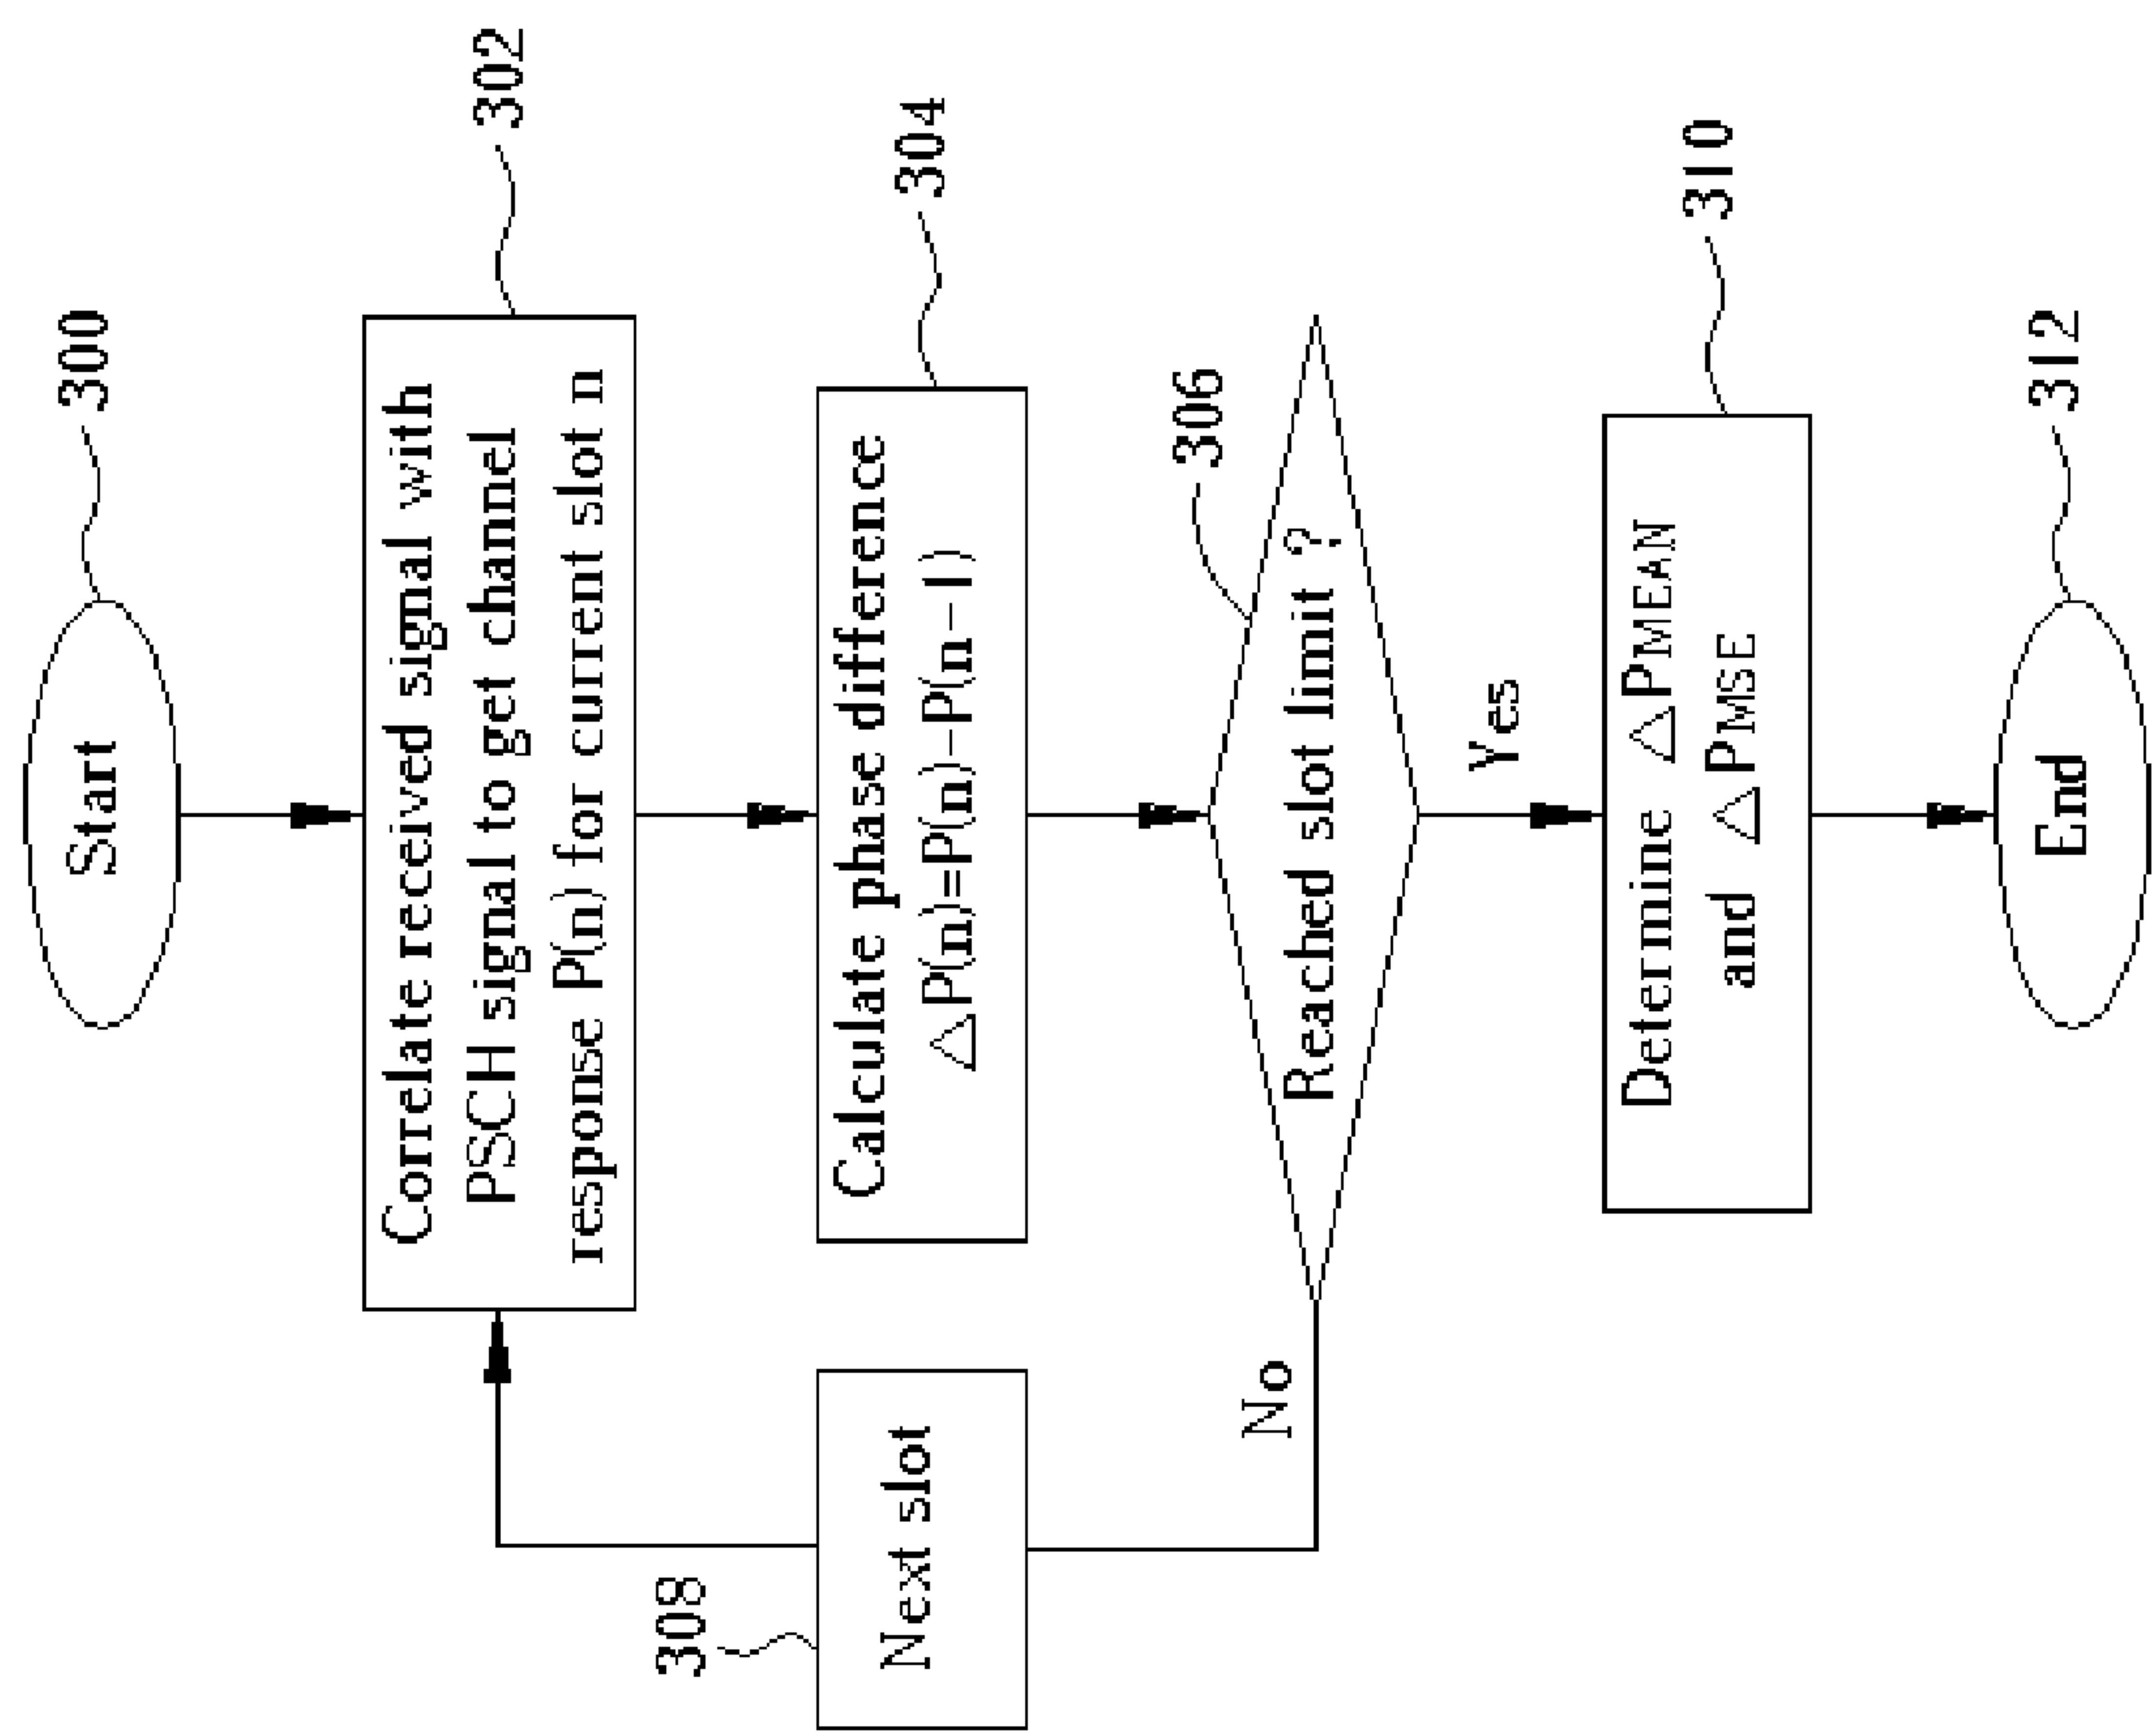 300
Start
302
Correlate received signal with
PSCH signal to get channel
response P(n) for current slot n
304
Calculate phase difference
△P(n)=P(n)-P(n-1)
306
Reached slot limit ?
308
Next slot
No
Yes
310
Determine △PMEAN
and △PMSE
312
End